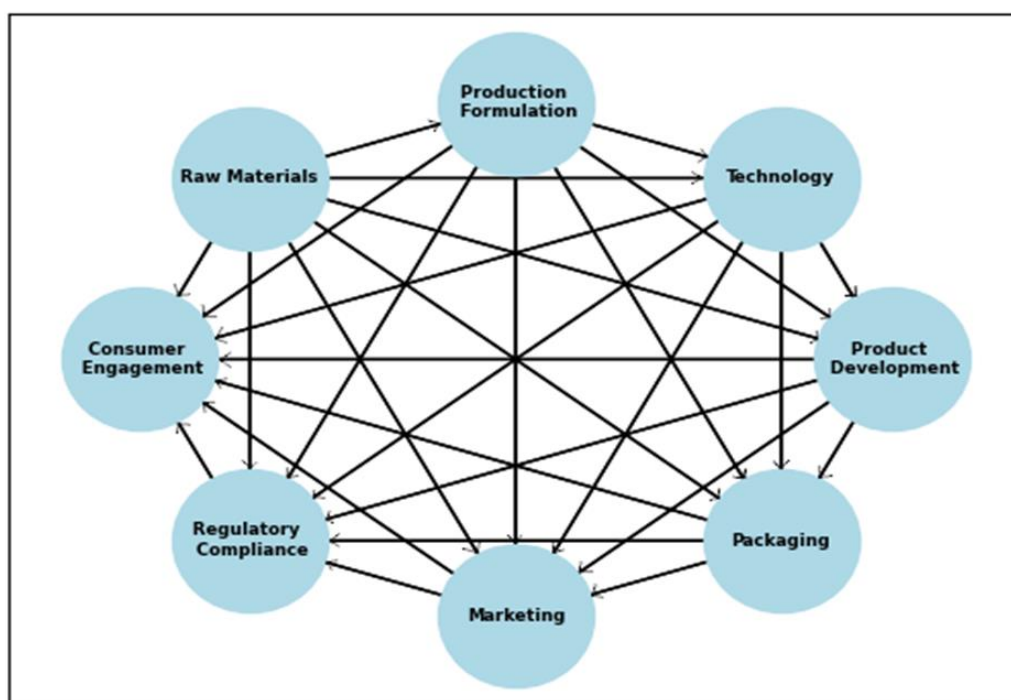 Production
Formulation
Raw Materials
Technology
Consumer
Engagement
Product
Development
Regulatory
Compliance
Packaging
Marketing